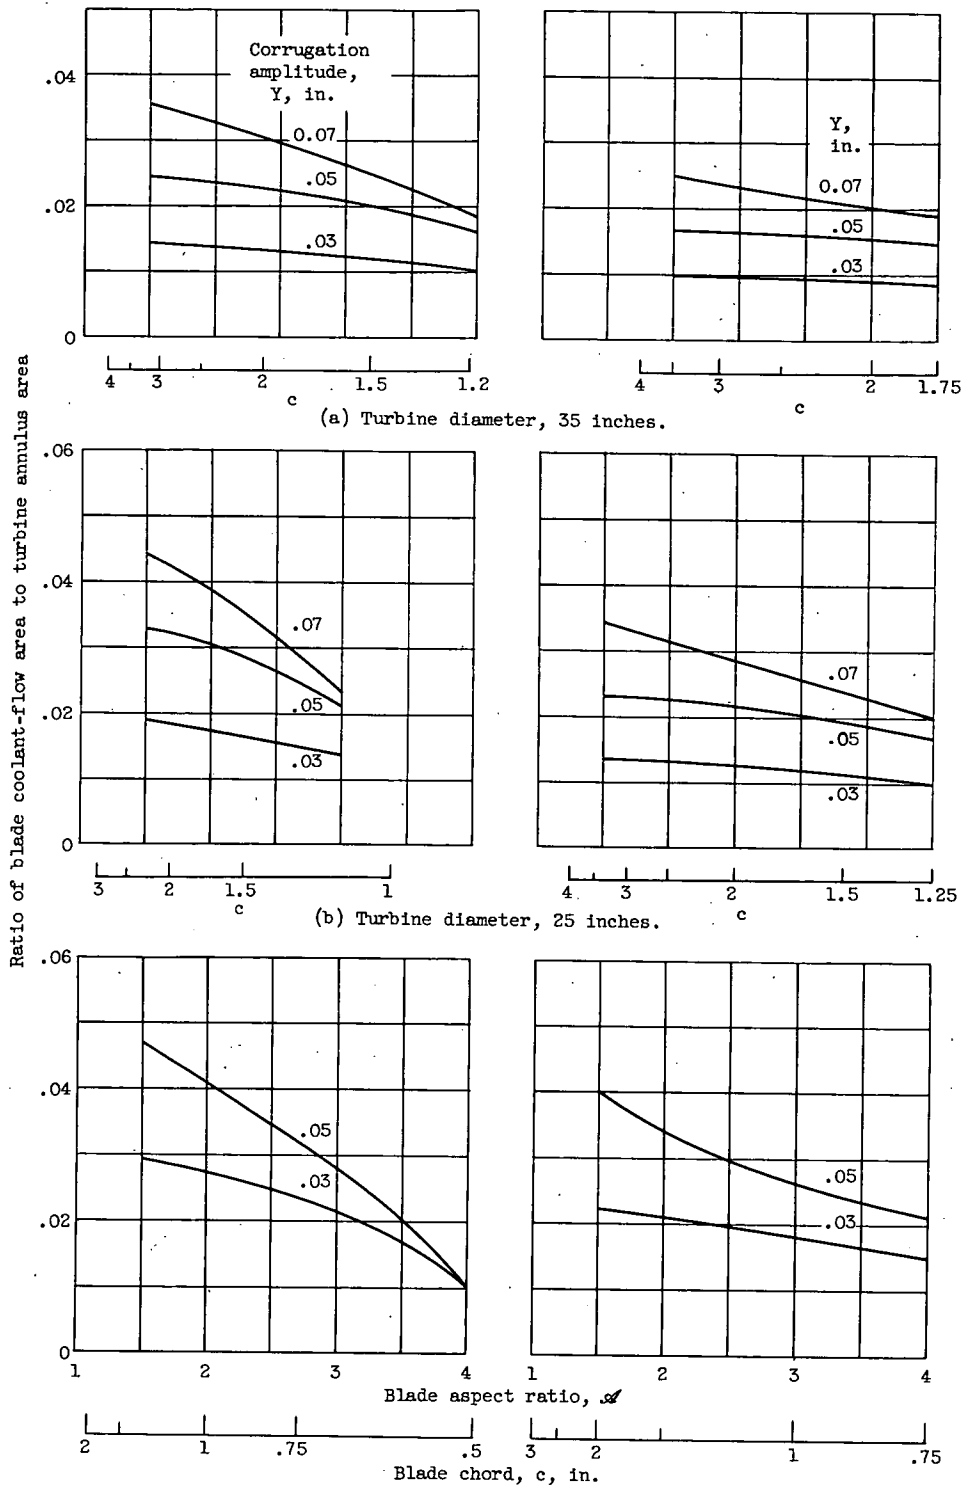 Ratio of blade coolant-flow area to turbine annulus area
.04
.02
0
Corrugation
amplitude,
Y, in.
0.07
.05
.03
Y,
in.
0.07
.05
.03
4 3 2 1.5 1.2
c
4 3 2 1.75
c
(a) Turbine diameter, 35 inches.
.06
.04
.02
0
.07
.05
.03
.07
.05
.03
3 2 1.5 1
c
4 3 2 1.5 1.25
c
(b) Turbine diameter, 25 inches.
.06
.04
.02
0
.05
.03
.05
.03
1 2 3 4
1 2 3 4
Blade aspect ratio, 𝒜
2 1 .75 .5
3 2 1 .75
Blade chord, c, in.